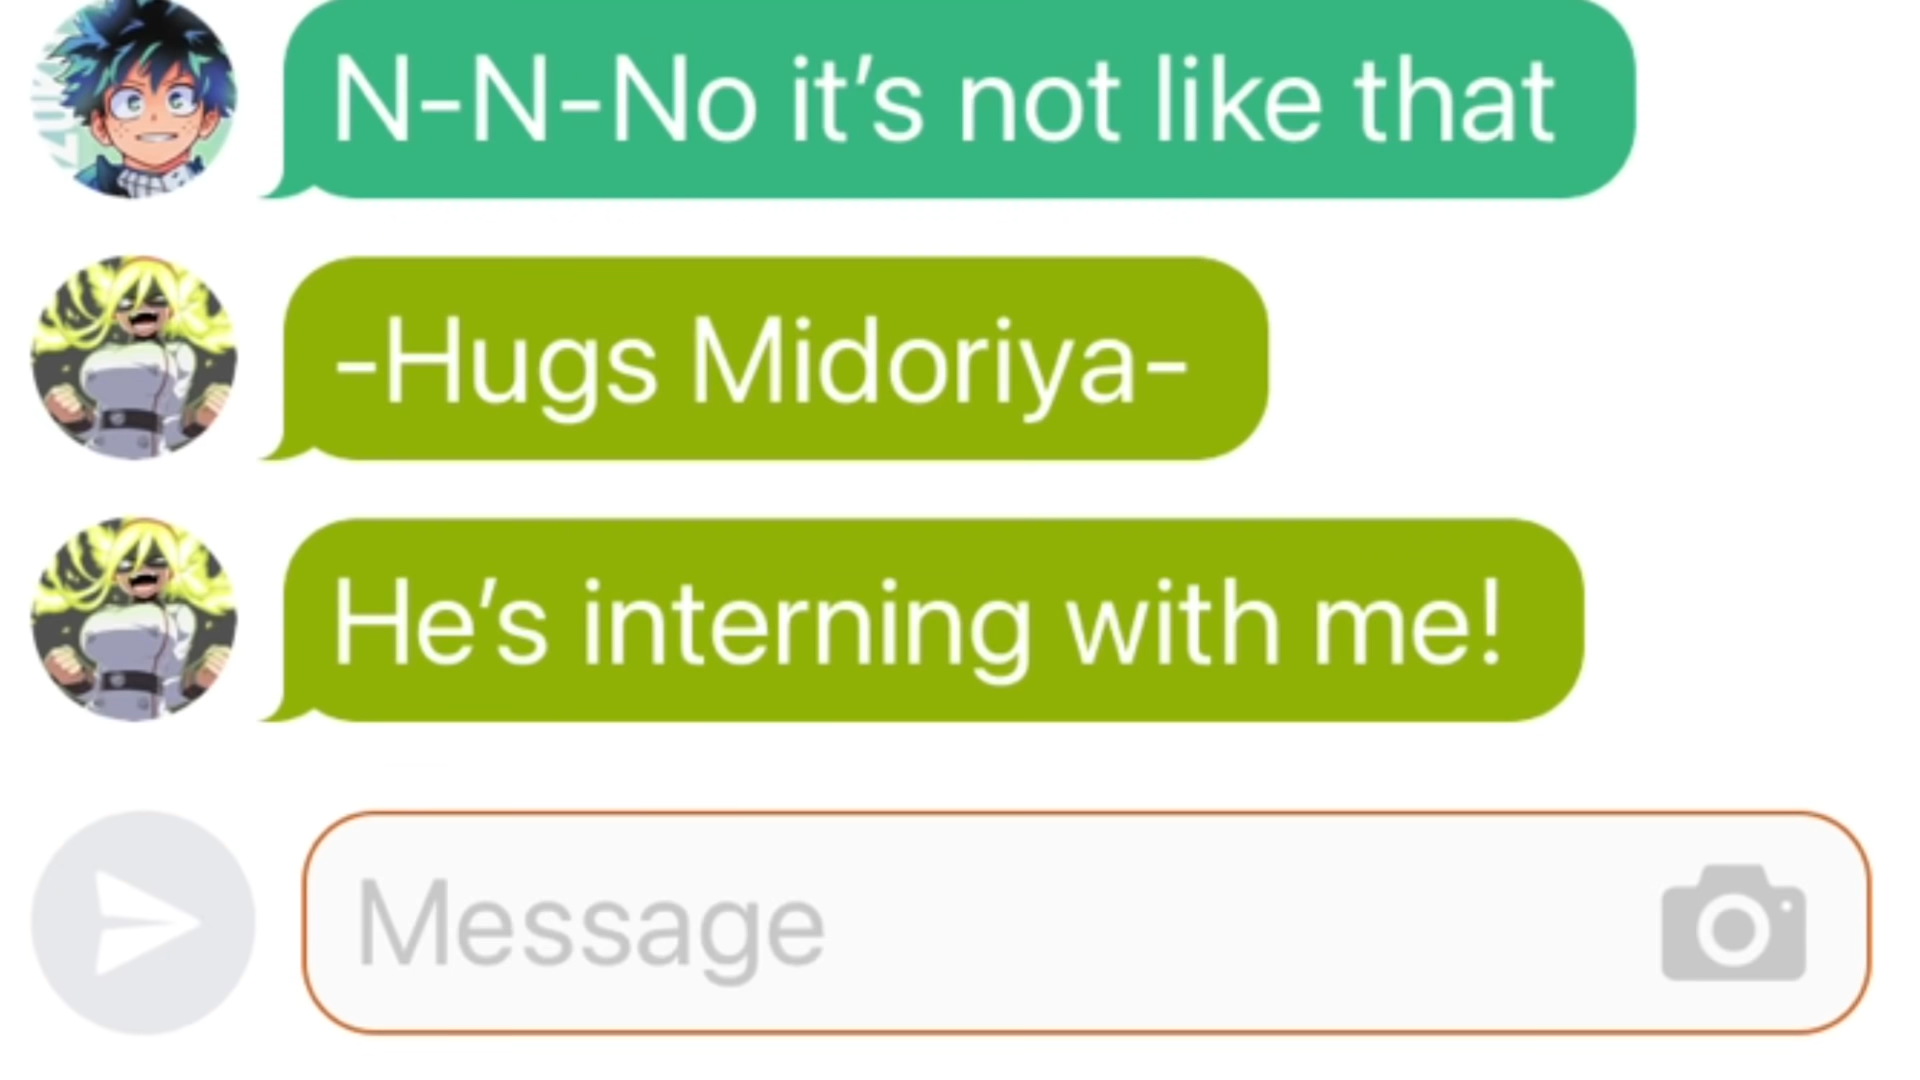 N-N-No it’s not like that
-Hugs Midoriya-
He’s interning with me!
Message